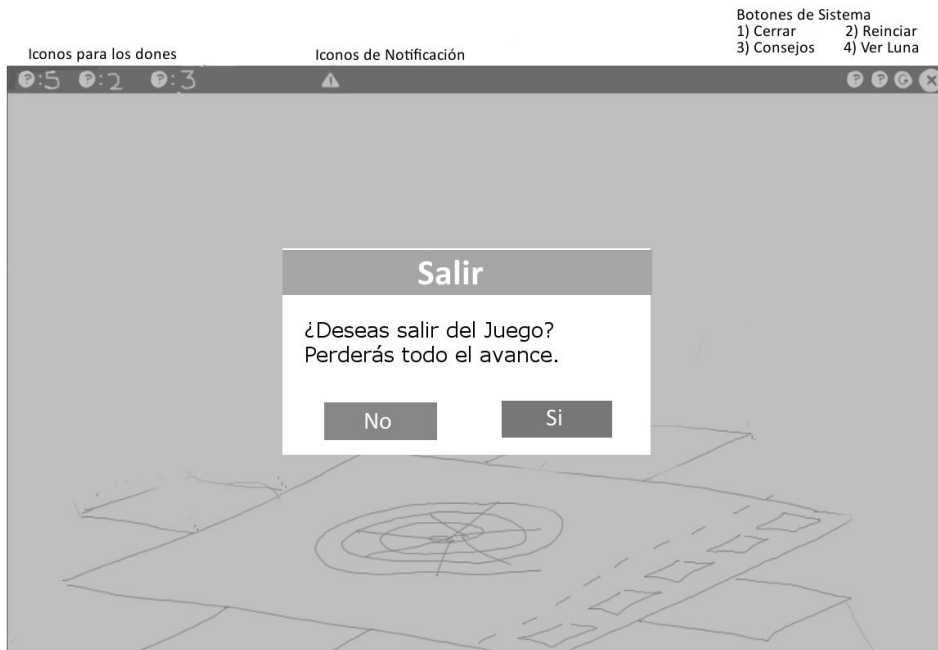 Botones de Sistema
1) Cerrar 2) Reinciar
3) Consejos 4) Ver Luna
Iconos para los dones
Iconos de Notificación
?:5 ?:2 ?:3
! ? ? G X
Salir
¿Deseas salir del Juego?
Perderás todo el avance.
No Si